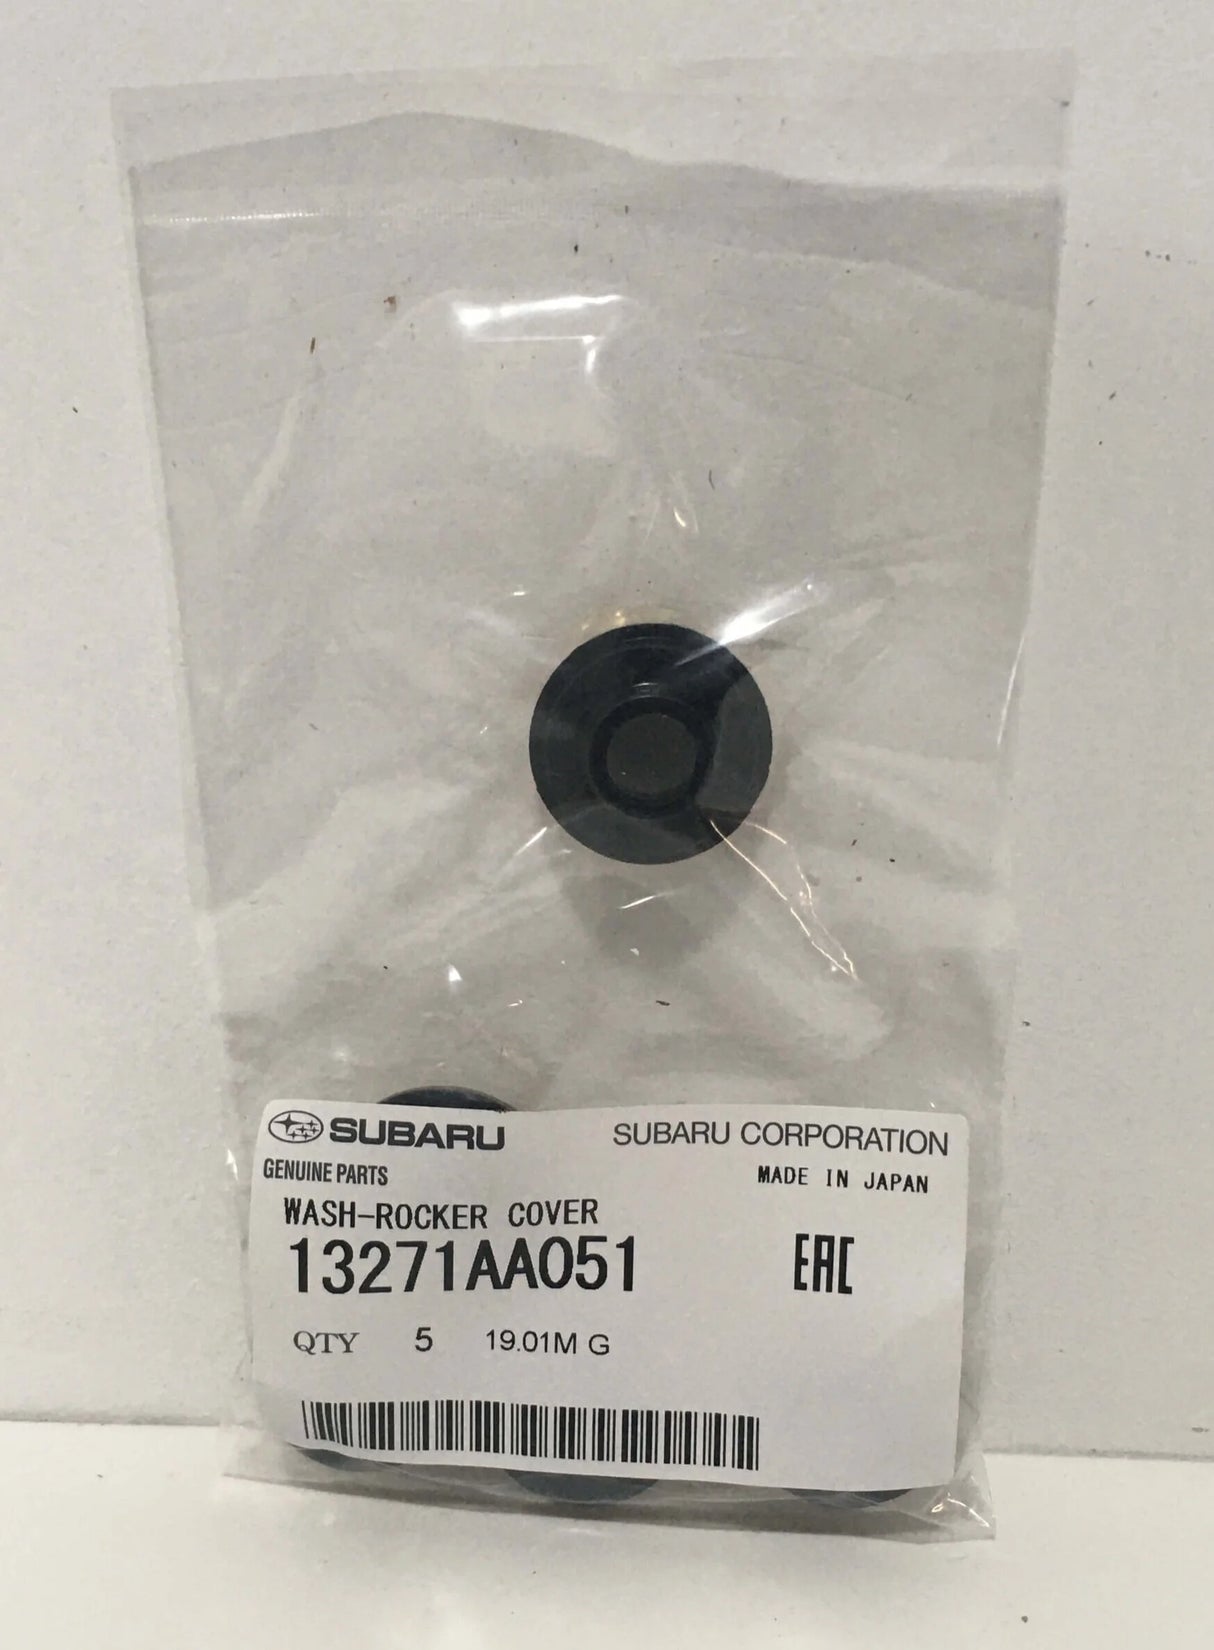 SUBARU SUBARU CORPORATION
GENUINE PARTS MADE IN JAPAN
WASH-ROCKER COVER
13271AA051 EAC
QTY 5 19.01M G